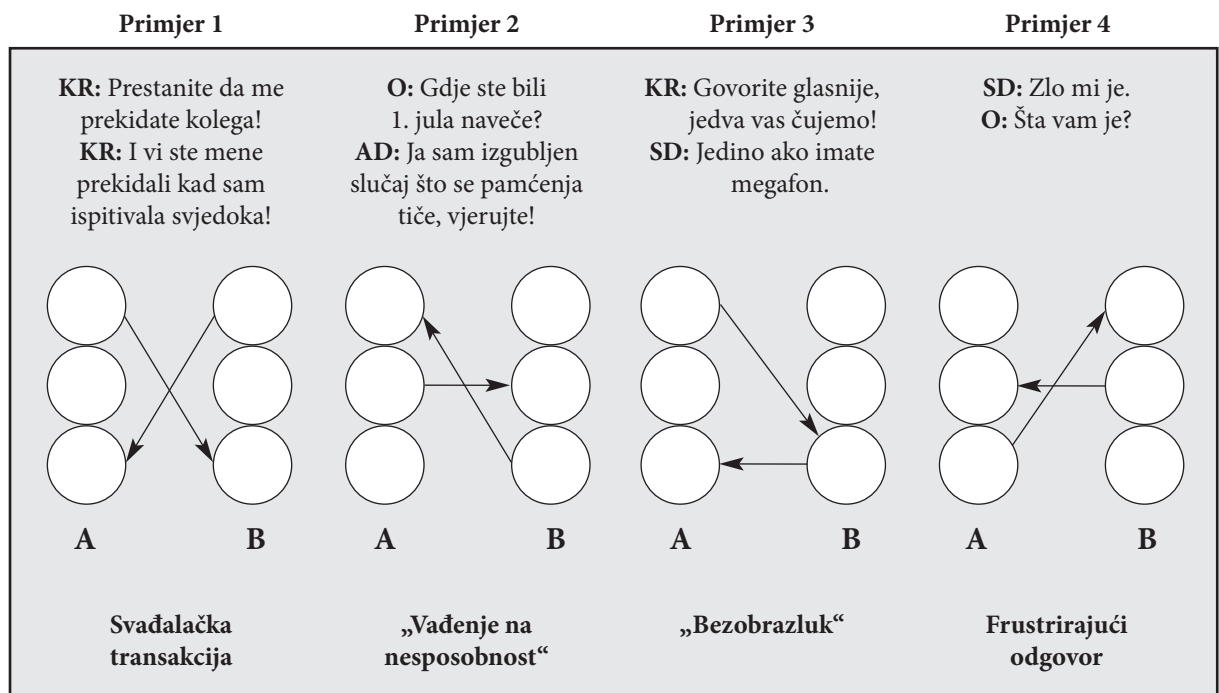 Primjer 1
Primjer 2
Primjer 3
Primjer 4
KR: Prestanite da me
prekidate kolega!
KR: I vi ste mene
prekidali kad sam
ispitivala svjedoka!
O: Gdje ste bili
1. jula naveče?
AD: Ja sam izgubljen
slučaj što se pamćenja
tiče, vjerujte!
KR: Govorite glasnije,
jedva vas čujemo!
SD: Jedino ako imate
megafon.
SD: Zlo mi je.
O: Šta vam je?
A
B
A
B
A
B
A
B
Svađalačka
transakcija
„Vađenje na
nesposobnost“
„Bezobrazluk“
Frustrirajući
odgovor